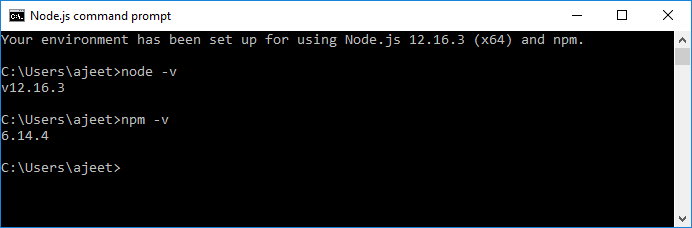 Node.js command prompt
Your environment has been set up for using Node.js 12.16.3 (x64) and npm.
C:\Users\ajeet>node -v
v12.16.3
C:\Users\ajeet>npm -v
6.14.4
C:\Users\ajeet>